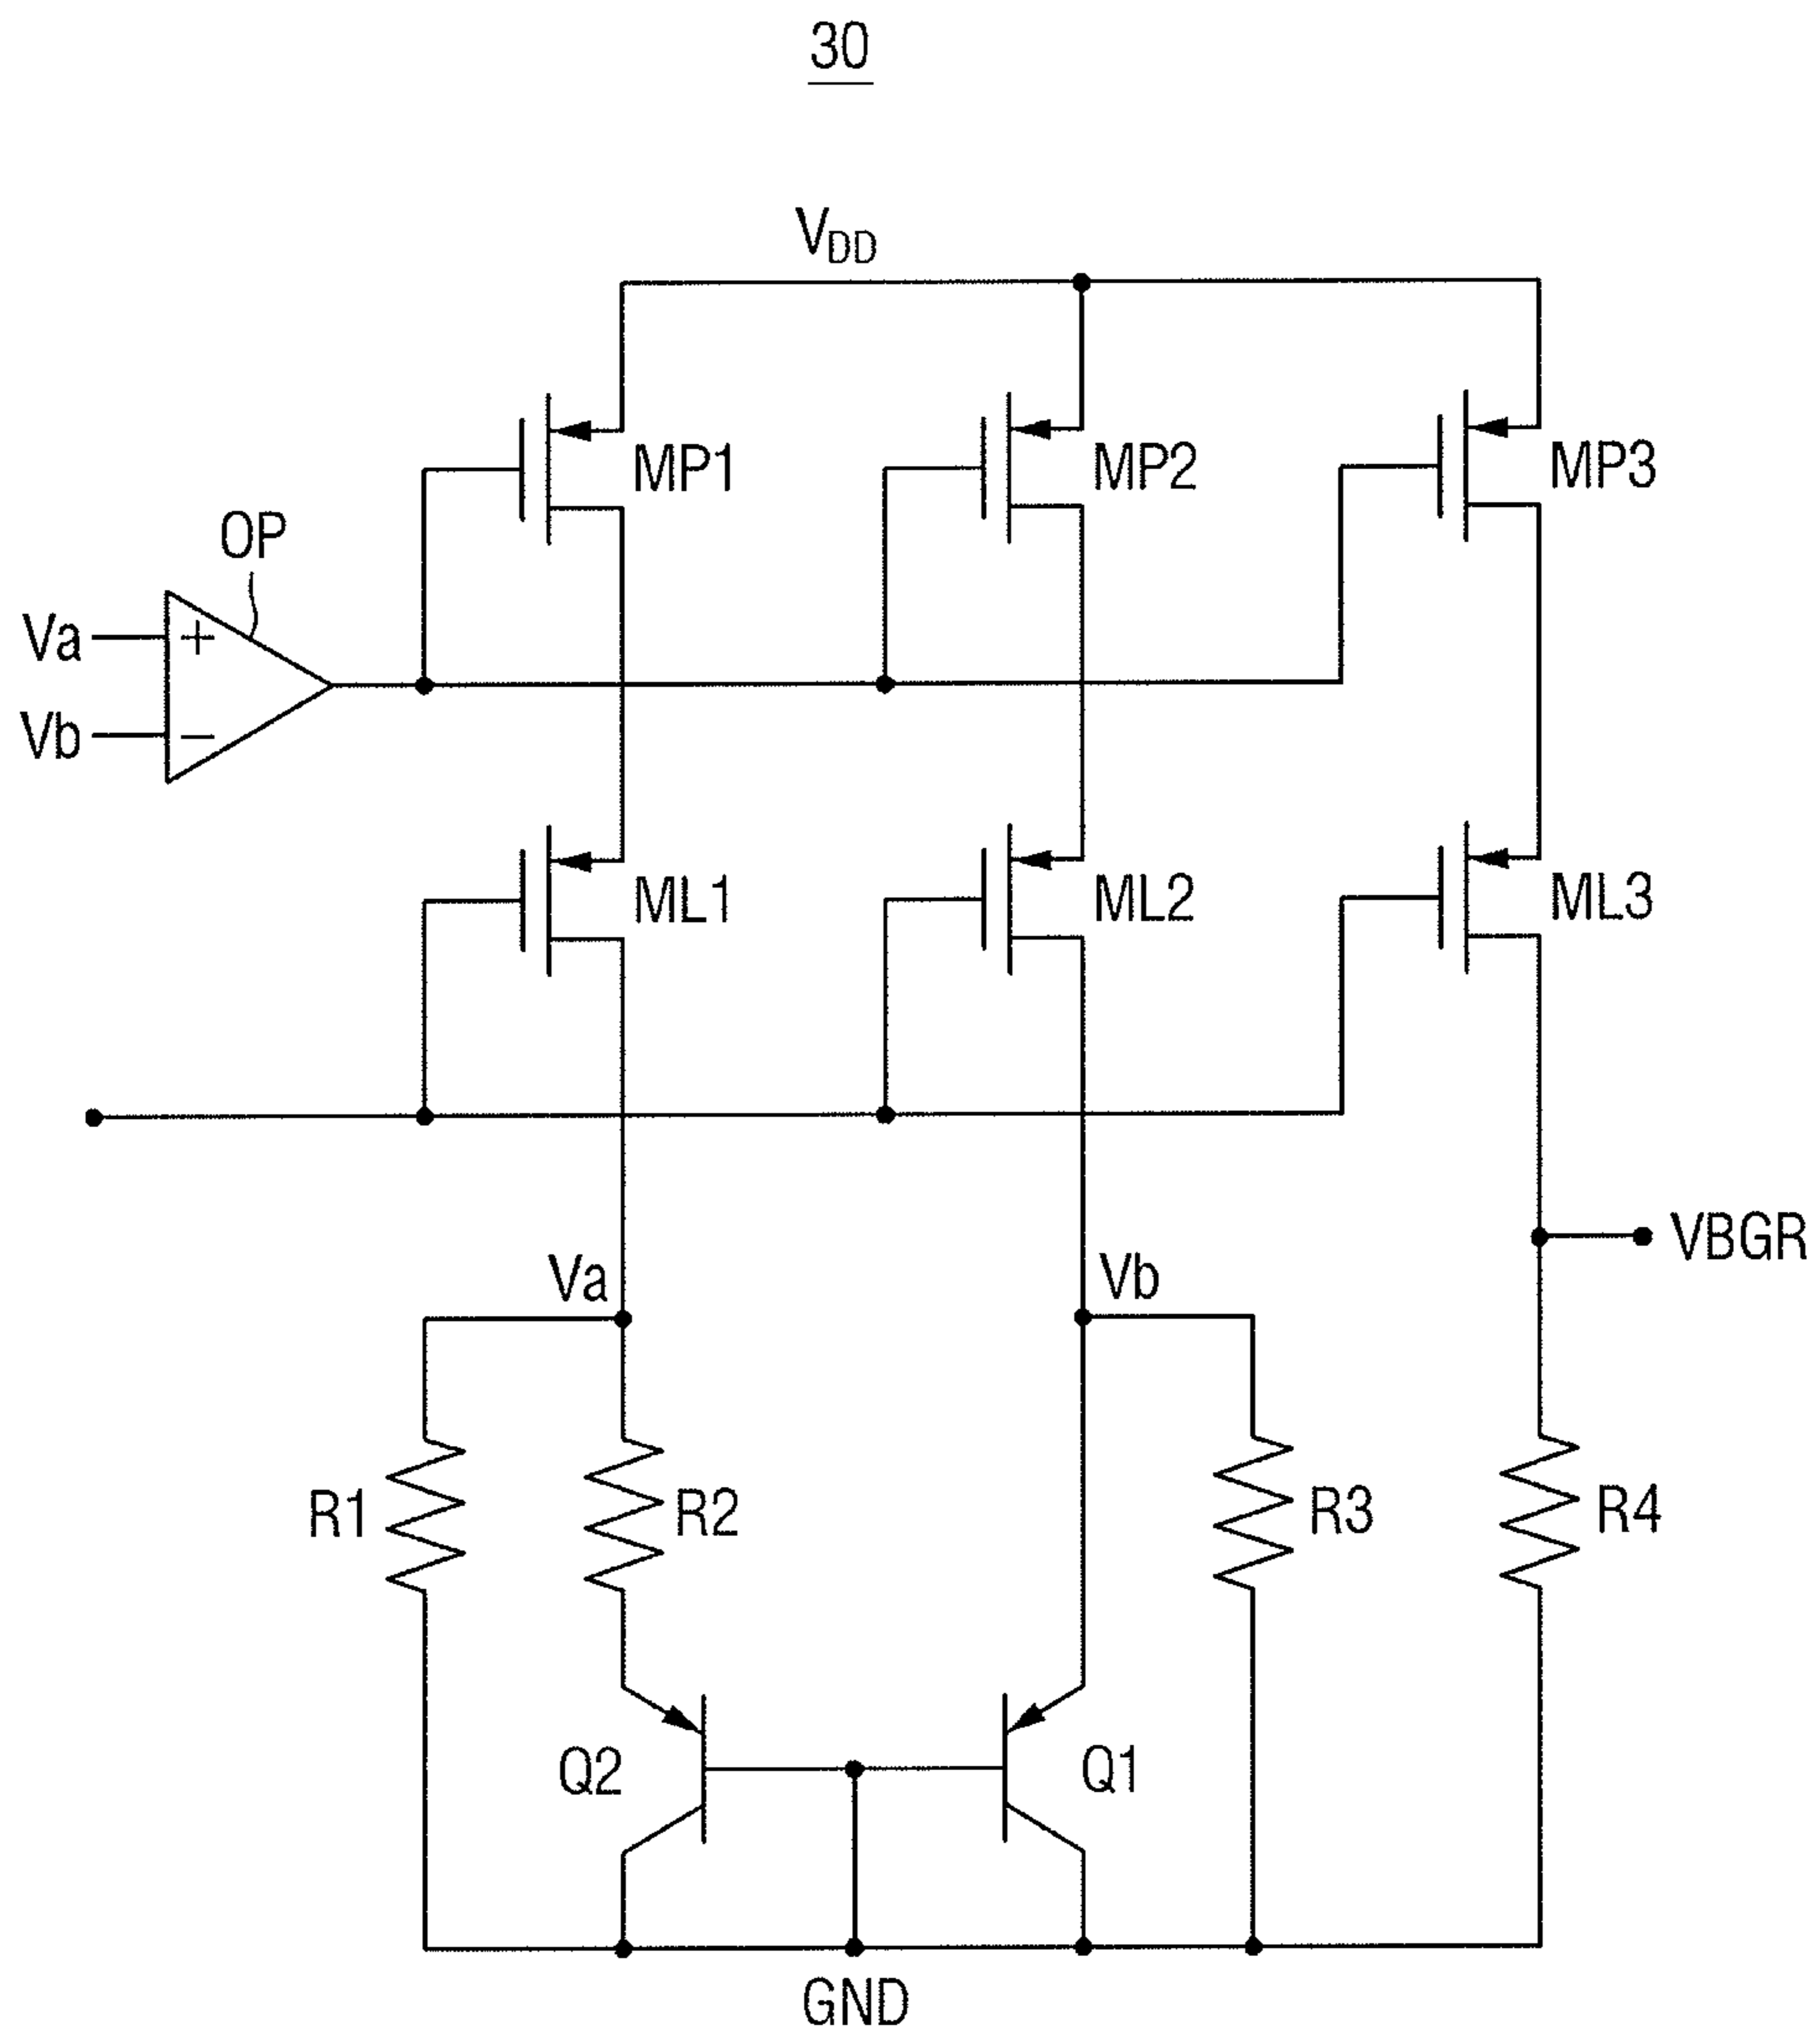 30
VDD
MP1
MP2
MP3
OP
Va
+
Vb
−
ML1
ML2
ML3
VBGR
Va
Vb
R1
R2
R3
R4
Q2
Q1
GND